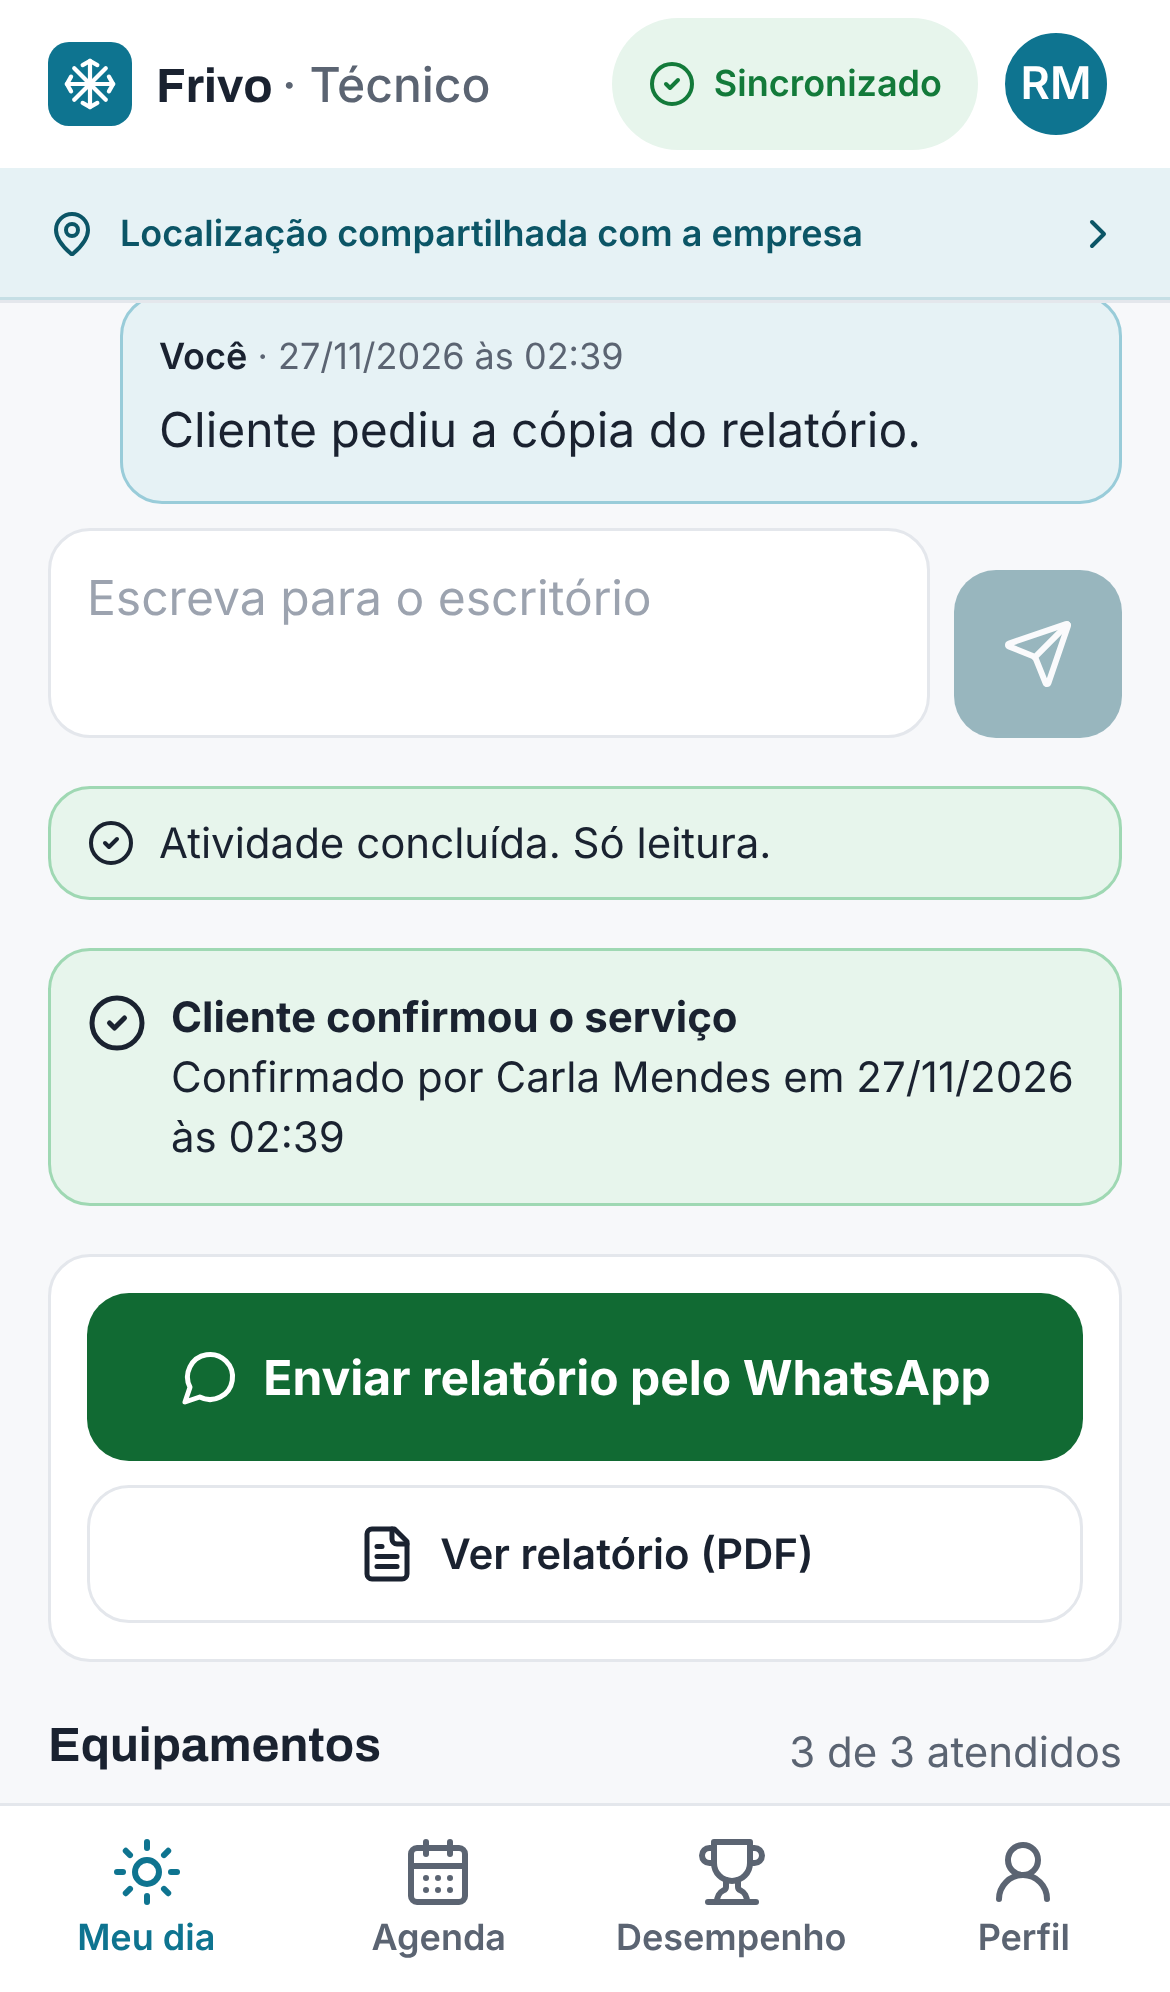 Frivo · Técnico
Sincronizado
RM
Localização compartilhada com a empresa
Você · 27/11/2026 às 02:39
Cliente pediu a cópia do relatório.
Escreva para o escritório
Atividade concluída. Só leitura.
Cliente confirmou o serviço
Confirmado por Carla Mendes em 27/11/2026
às 02:39
Enviar relatório pelo WhatsApp
Ver relatório (PDF)
Equipamentos
3 de 3 atendidos
Meu dia
Agenda
Desempenho
Perfil